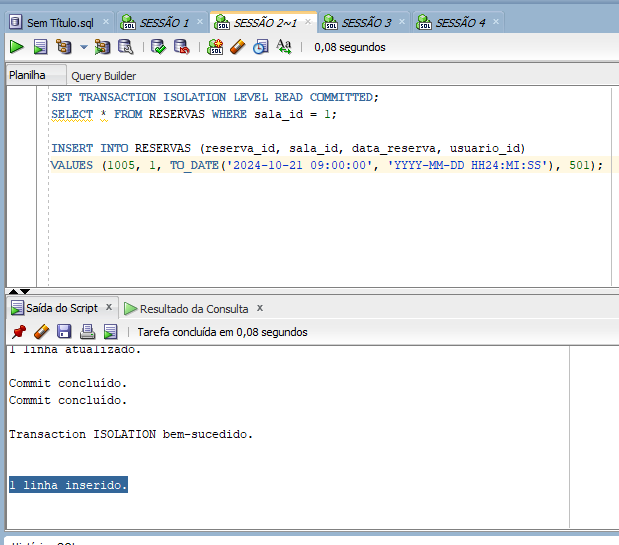 Sem Título.sql
SESSÃO 1
SESSÃO 2~1
SESSÃO 3
SESSÃO 4
0,08 segundos
Planilha
Query Builder
SET TRANSACTION ISOLATION LEVEL READ COMMITTED;
SELECT * FROM RESERVAS WHERE sala_id = 1;
INSERT INTO RESERVAS (reserva_id, sala_id, data_reserva, usuario_id)
VALUES (1005, 1, TO_DATE('2024-10-21 09:00:00', 'YYYY-MM-DD HH24:MI:SS'), 501);
Saída do Script
Resultado da Consulta
Tarefa concluída em 0,08 segundos
1 linha atualizado.
Commit concluído.
Commit concluído.
Transaction ISOLATION bem-sucedido.
1 linha inserido.